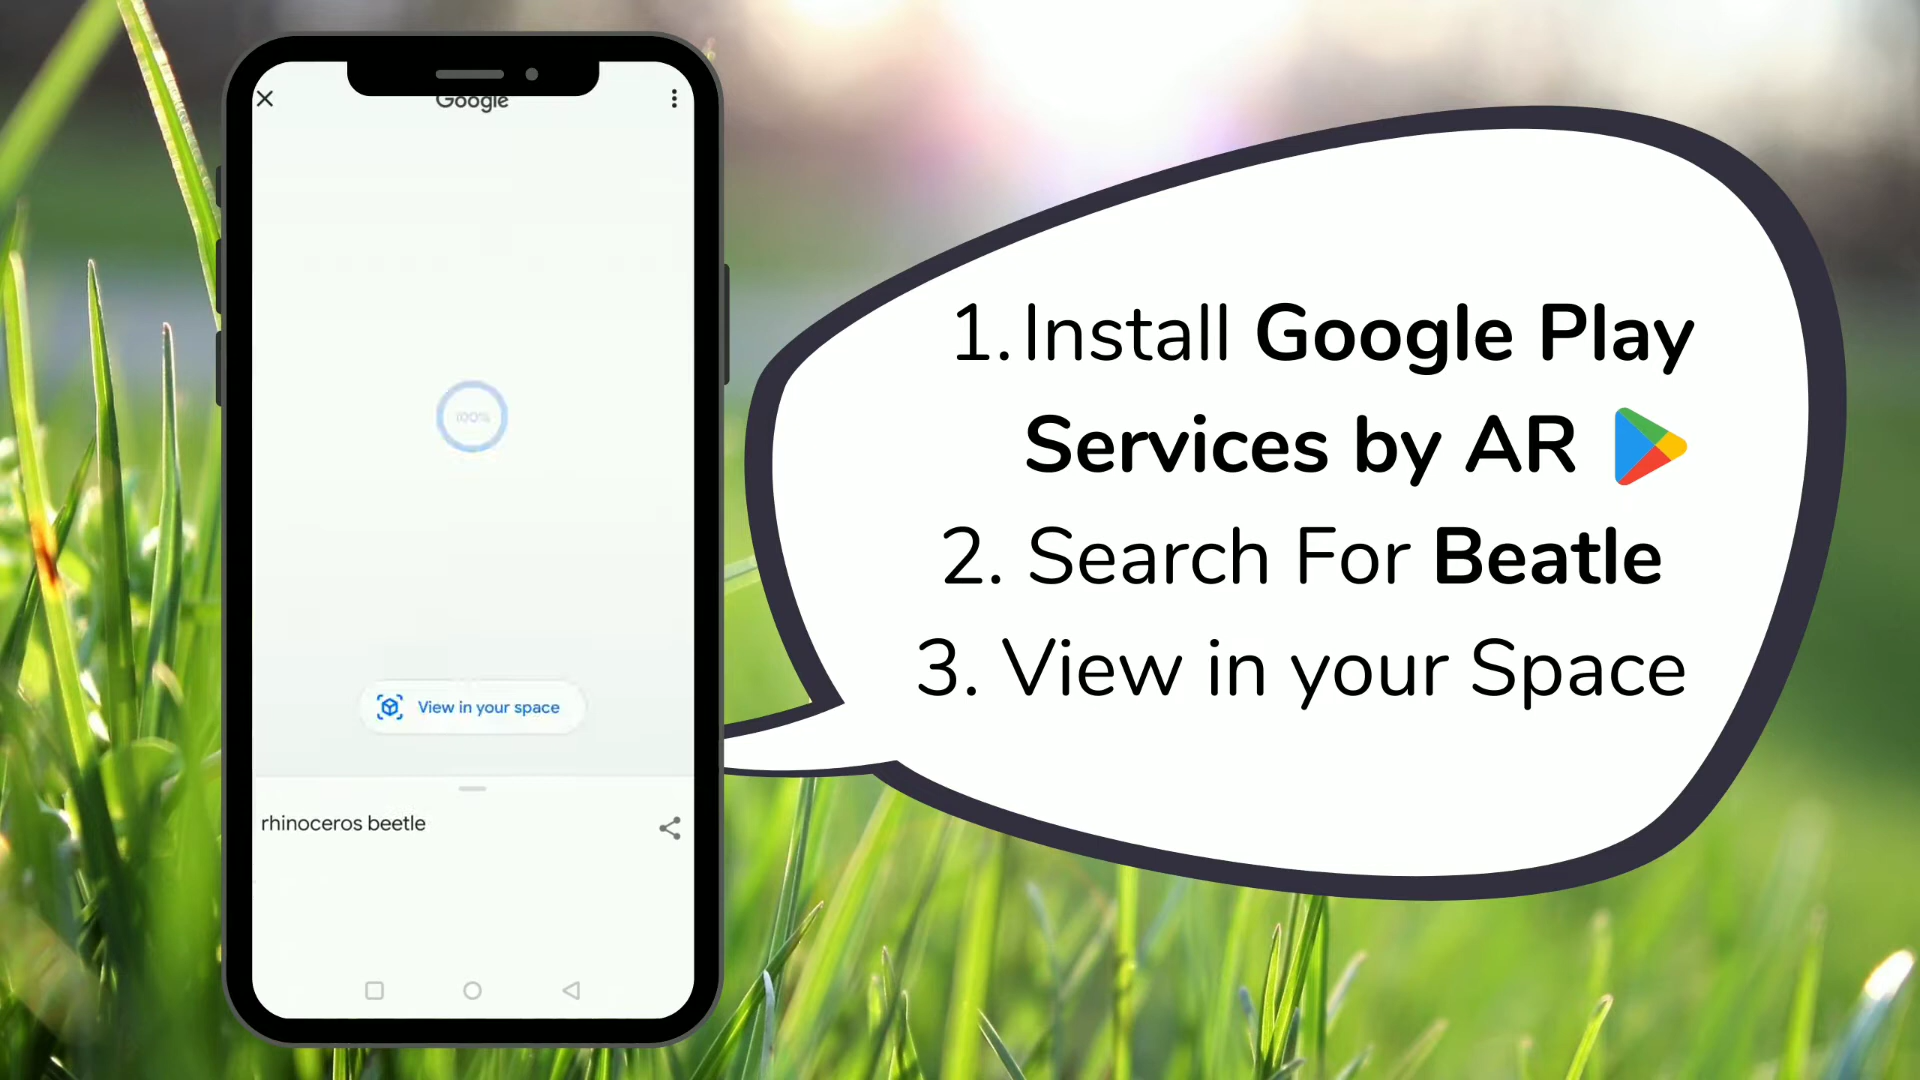 Google
100%
View in your space
rhinoceros beetle
1. Install Google Play
Services by AR
2. Search For Beatle
3. View in your Space